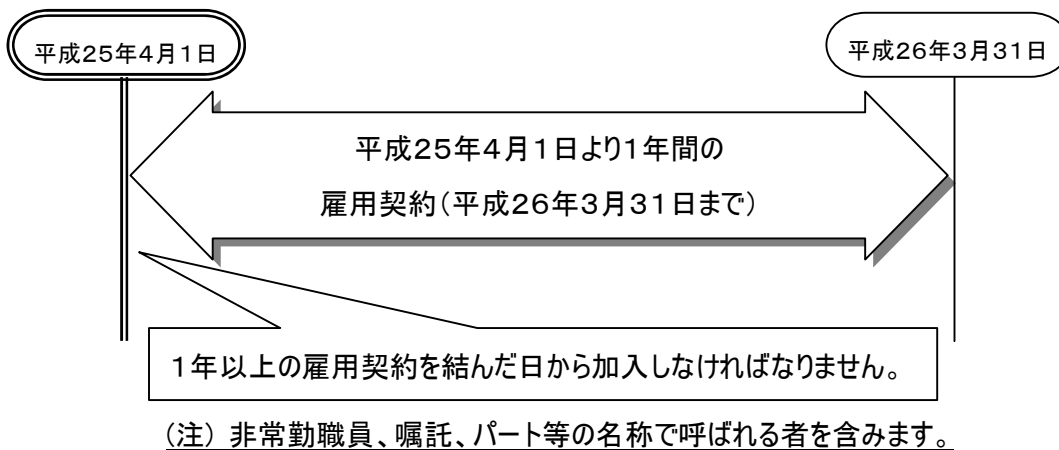 平成25年4月1日
平成26年3月31日
平成25年4月1日より1年間の
雇用契約(平成26年3月31日まで)
1年以上の雇用契約を結んだ日から加入しなければなりません。
(注) 非常勤職員、嘱託、パート等の名称で呼ばれる者を含みます。